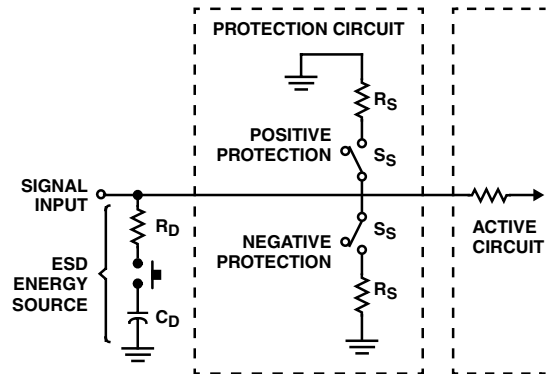 PROTECTION CIRCUIT
RS
POSITIVE
PROTECTION
SS
SIGNAL
INPUT
RD
SS
NEGATIVE
PROTECTION
ACTIVE
CIRCUIT
ESD
ENERGY
SOURCE
RS
CD